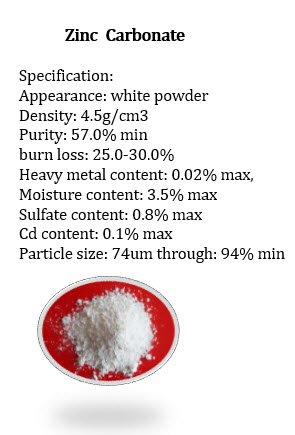 Zinc Carbonate
Specification:
Appearance: white powder
Density: 4.5g/cm3
Purity: 57.0% min
burn loss: 25.0-30.0%
Heavy metal content: 0.02% max,
Moisture content: 3.5% max
Sulfate content: 0.8% max
Cd content: 0.1% max
Particle size: 74um through: 94% min